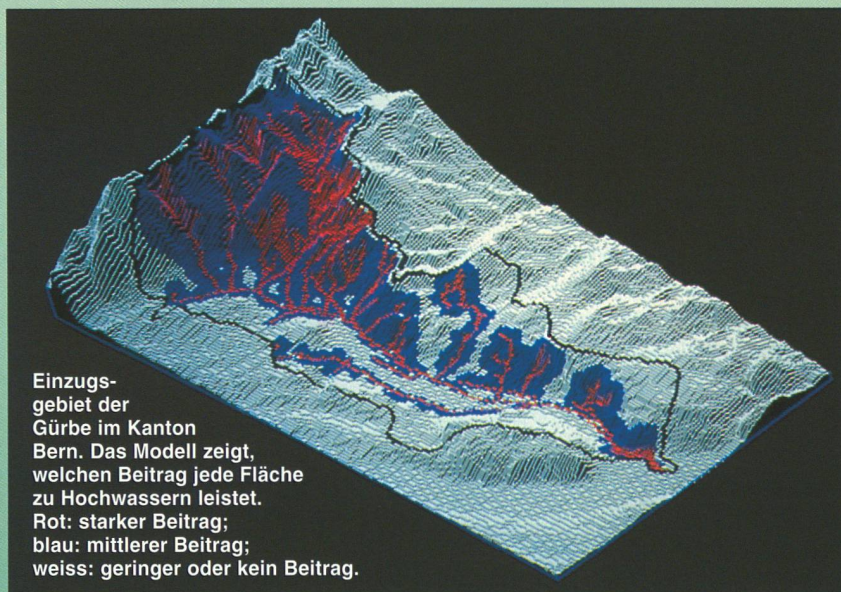 Einzugs-
gebiet der
Gürbe im Kanton
Bern. Das Modell zeigt,
welchen Beitrag jede Fläche
zu Hochwassern leistet.
Rot: starker Beitrag;
blau: mittlerer Beitrag;
weiss: geringer oder kein Beitrag.